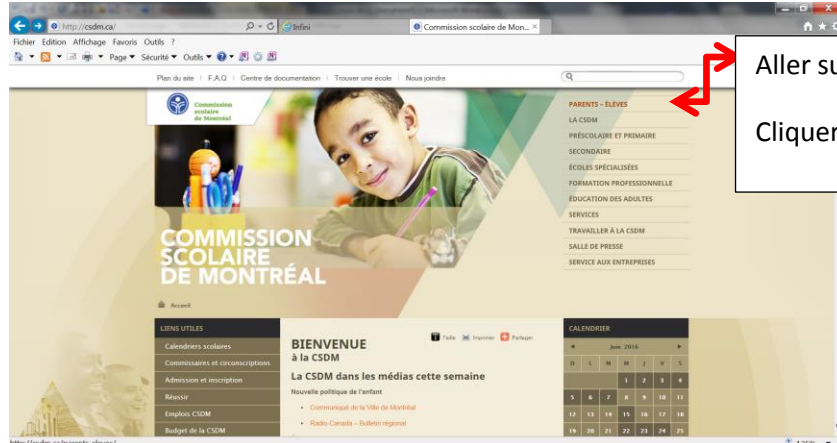 http://csdm.ca/
Infini
Commission scolaire de Mon...
Fichier Edition Affichage Favoris Outils ?
Page Sécurité Outils
Plan du site F.A.Q Centre de documentation Trouver une école Nous joindre
Aller su
Cliquer
Commission
scolaire
de Montréal
PARENTS - ÉLÈVES
LA CSDM
PRÉSCOLAIRE ET PRIMAIRE
SECONDAIRE
ÉCOLES SPÉCIALISÉES
FORMATION PROFESSIONNELLE
ÉDUCATION DES ADULTES
SERVICES
TRAVAILLER À LA CSDM
SALLE DE PRESSE
SERVICE AUX ENTREPRISES
COMMISSION
SCOLAIRE
DE MONTRÉAL
Accueil
LIENS UTILES
Calendriers scolaires
Commissaires et circonscriptions
Admission et inscription
Réussir
Emplois CSDM
Budget de la CSDM
Taille Imprimer Partager
BIENVENUE
à la CSDM
La CSDM dans les médias cette semaine
Nouvelle politique de l'enfant
Communiqué de la Ville de Montréal
Radio-Canada – Bulletin régional
CALENDRIER
Juin 2016
D L M M J V S
1 2 3 4
5 6 7 8 9 10 11
12 13 14 15 16 17 18
19 20 21 22 23 24 25